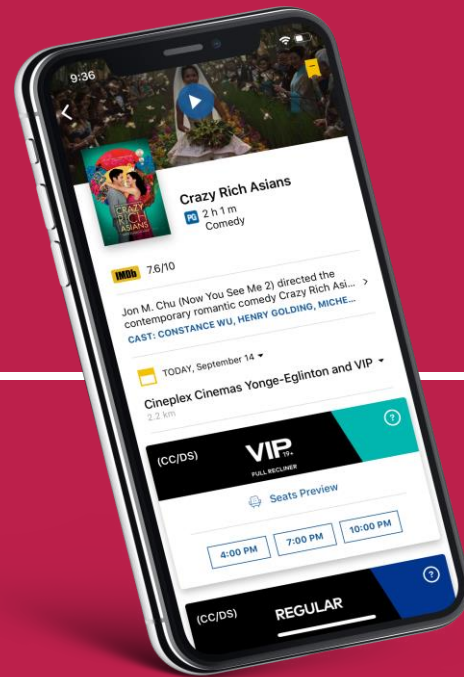 9:36
CRAZY
RICH
ASIANS
Crazy Rich Asians
PG 2 h 1 m
Comedy
IMDb 7.6/10
Jon M. Chu (Now You See Me 2) directed the
contemporary romantic comedy Crazy Rich Asi...
CAST: CONSTANCE WU, HENRY GOLDING, MICHE...
TODAY, September 14
Cineplex Cinemas Yonge-Eglinton and VIP
2.2 km
(CC/DS)
VIP 19+
FULL RECLINER
?
Seats Preview
4:00 PM 7:00 PM 10:00 PM
(CC/DS)
REGULAR
?